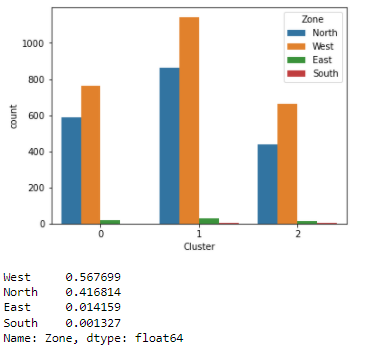 Zone
North
West
East
South
1000
800
600
400
200
0
count
0 1 2
Cluster
West 0.567699
North 0.416814
East 0.014159
South 0.001327
Name: Zone, dtype: float64